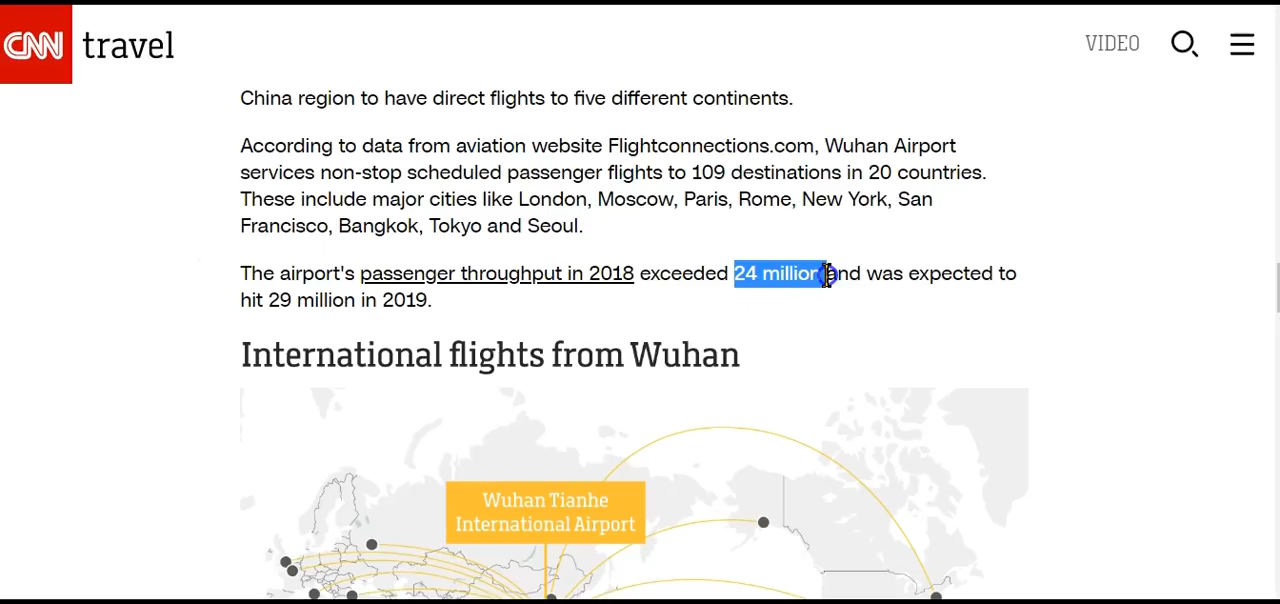 CNN travel
VIDEO
China region to have direct flights to five different continents.
According to data from aviation website Flightconnections.com, Wuhan Airport
services non-stop scheduled passenger flights to 109 destinations in 20 countries.
These include major cities like London, Moscow, Paris, Rome, New York, San
Francisco, Bangkok, Tokyo and Seoul.
The airport's passenger throughput in 2018 exceeded 24 million and was expected to
hit 29 million in 2019.
International flights from Wuhan
Wuhan Tianhe
International Airport